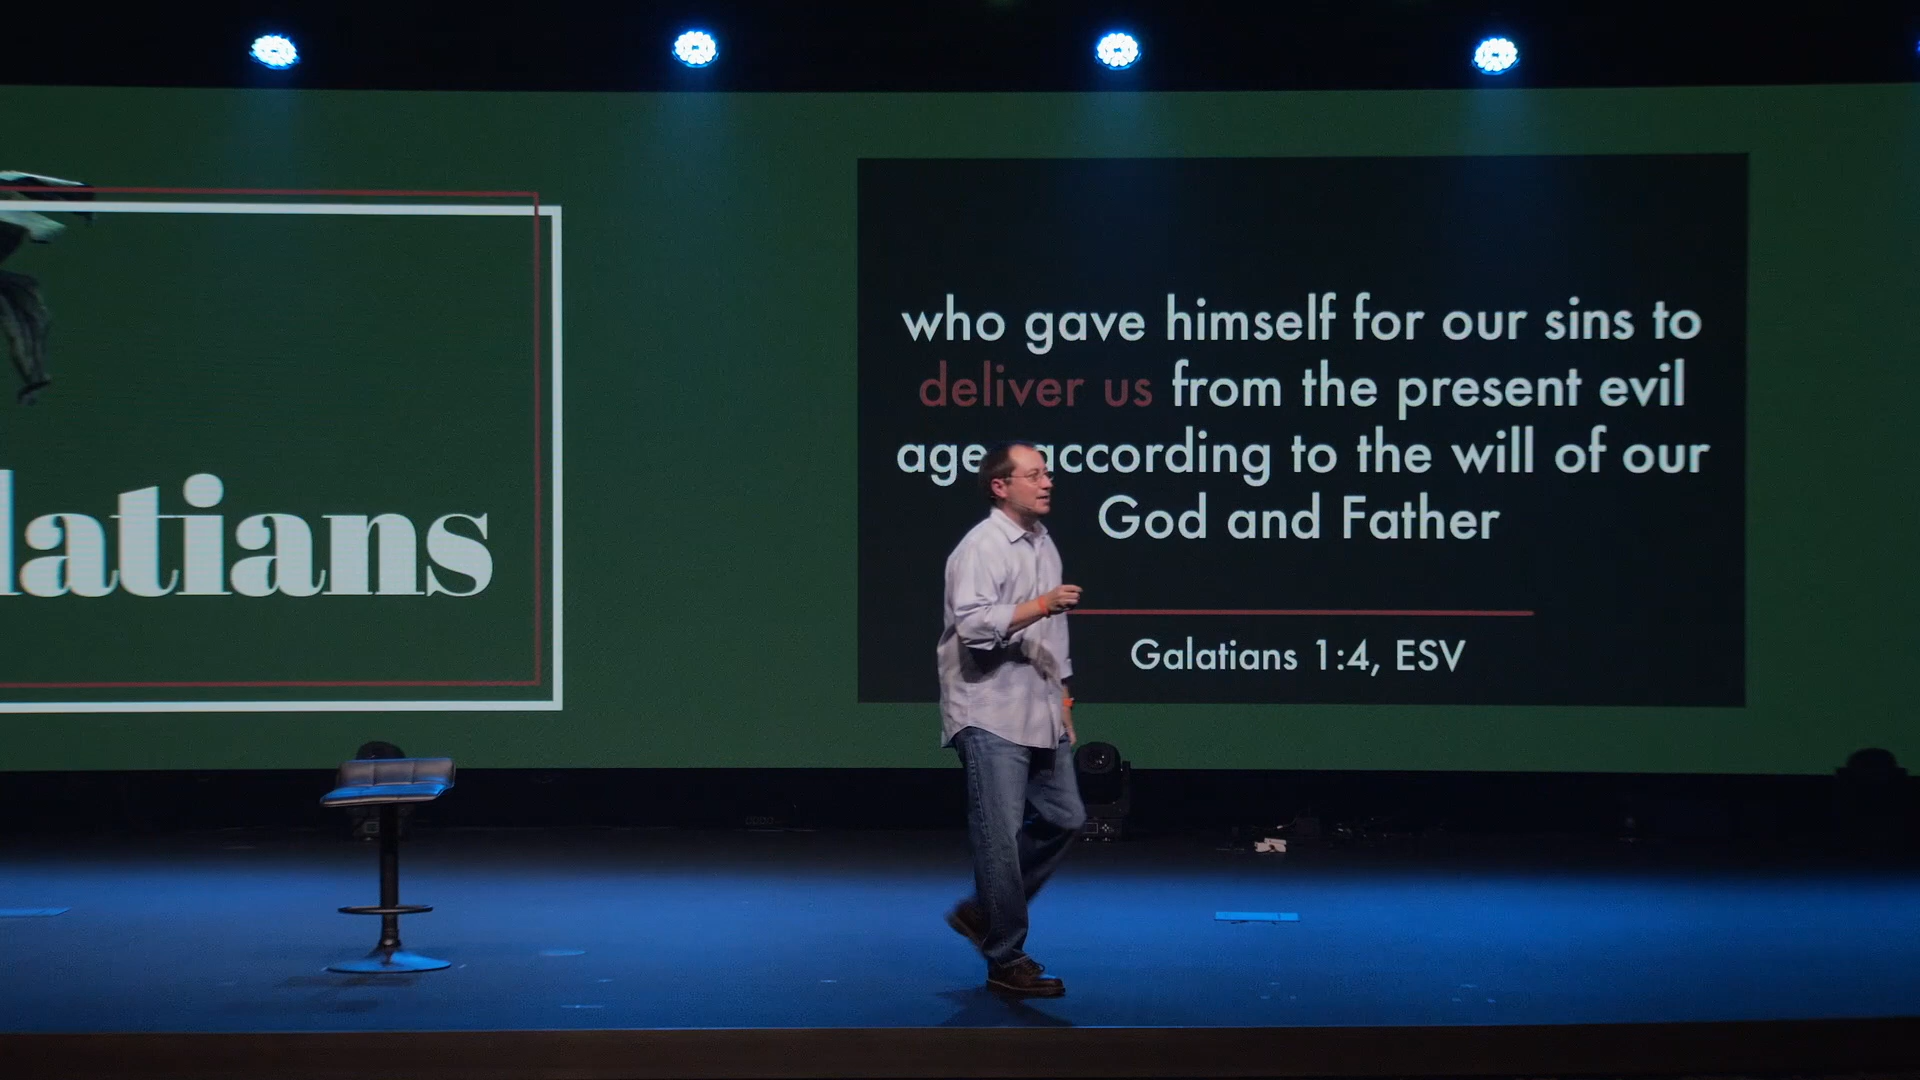 latians
who gave himself for our sins to
deliver us from the present evil
age, according to the will of our
God and Father
Galatians 1:4, ESV